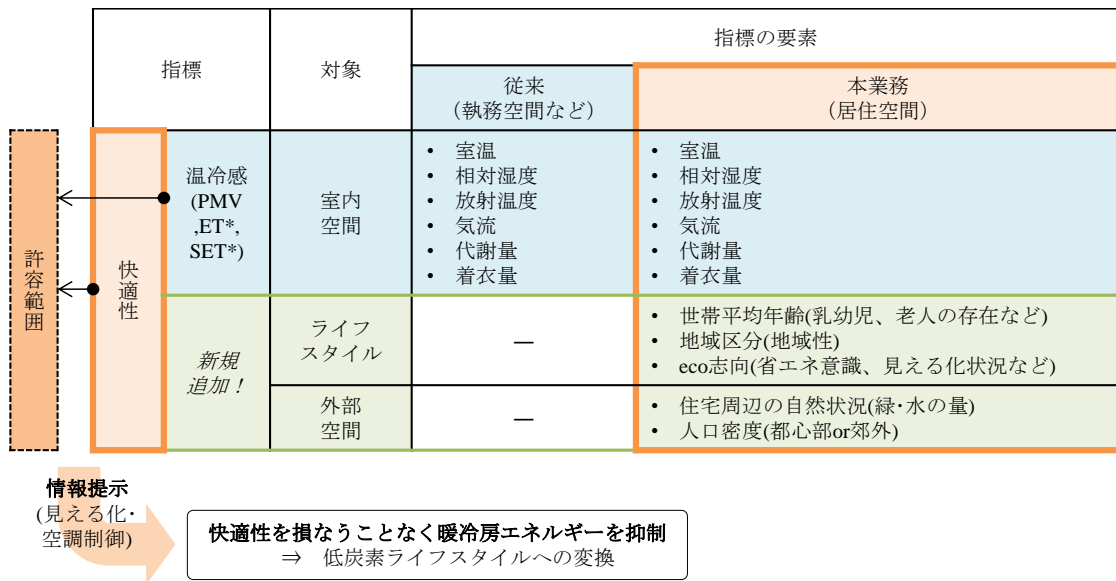 指標の要素
指標
対象
従来
(執務空間など)
本業務
(居住空間)
許容範囲
快適性
温冷感
(PMV
,ET*,
SET*)
室内
空間
• 室温
• 相対湿度
• 放射温度
• 気流
• 代謝量
• 着衣量
• 室温
• 相対湿度
• 放射温度
• 気流
• 代謝量
• 着衣量
新規
追加！
ライフ
スタイル
―
• 世帯平均年齢(乳幼児、老人の存在など)
• 地域区分(地域性)
• eco志向(省エネ意識、見える化状況など)
外部
空間
―
• 住宅周辺の自然状況(緑･水の量)
• 人口密度(都心部or郊外)
情報提示
(見える化･
空調制御)
快適性を損なうことなく暖冷房エネルギーを抑制
⇒ 低炭素ライフスタイルへの変換